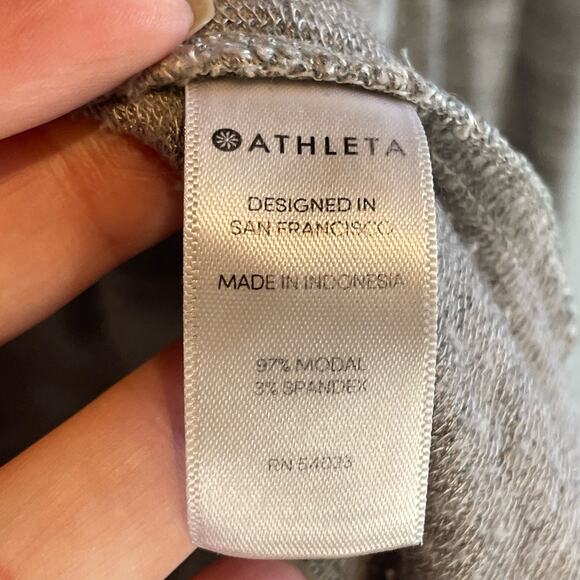 ATHLETA
DESIGNED IN
SAN FRANCISCO
MADE IN INDONESIA
97% MODAL
3% SPANDEX
RN 54023